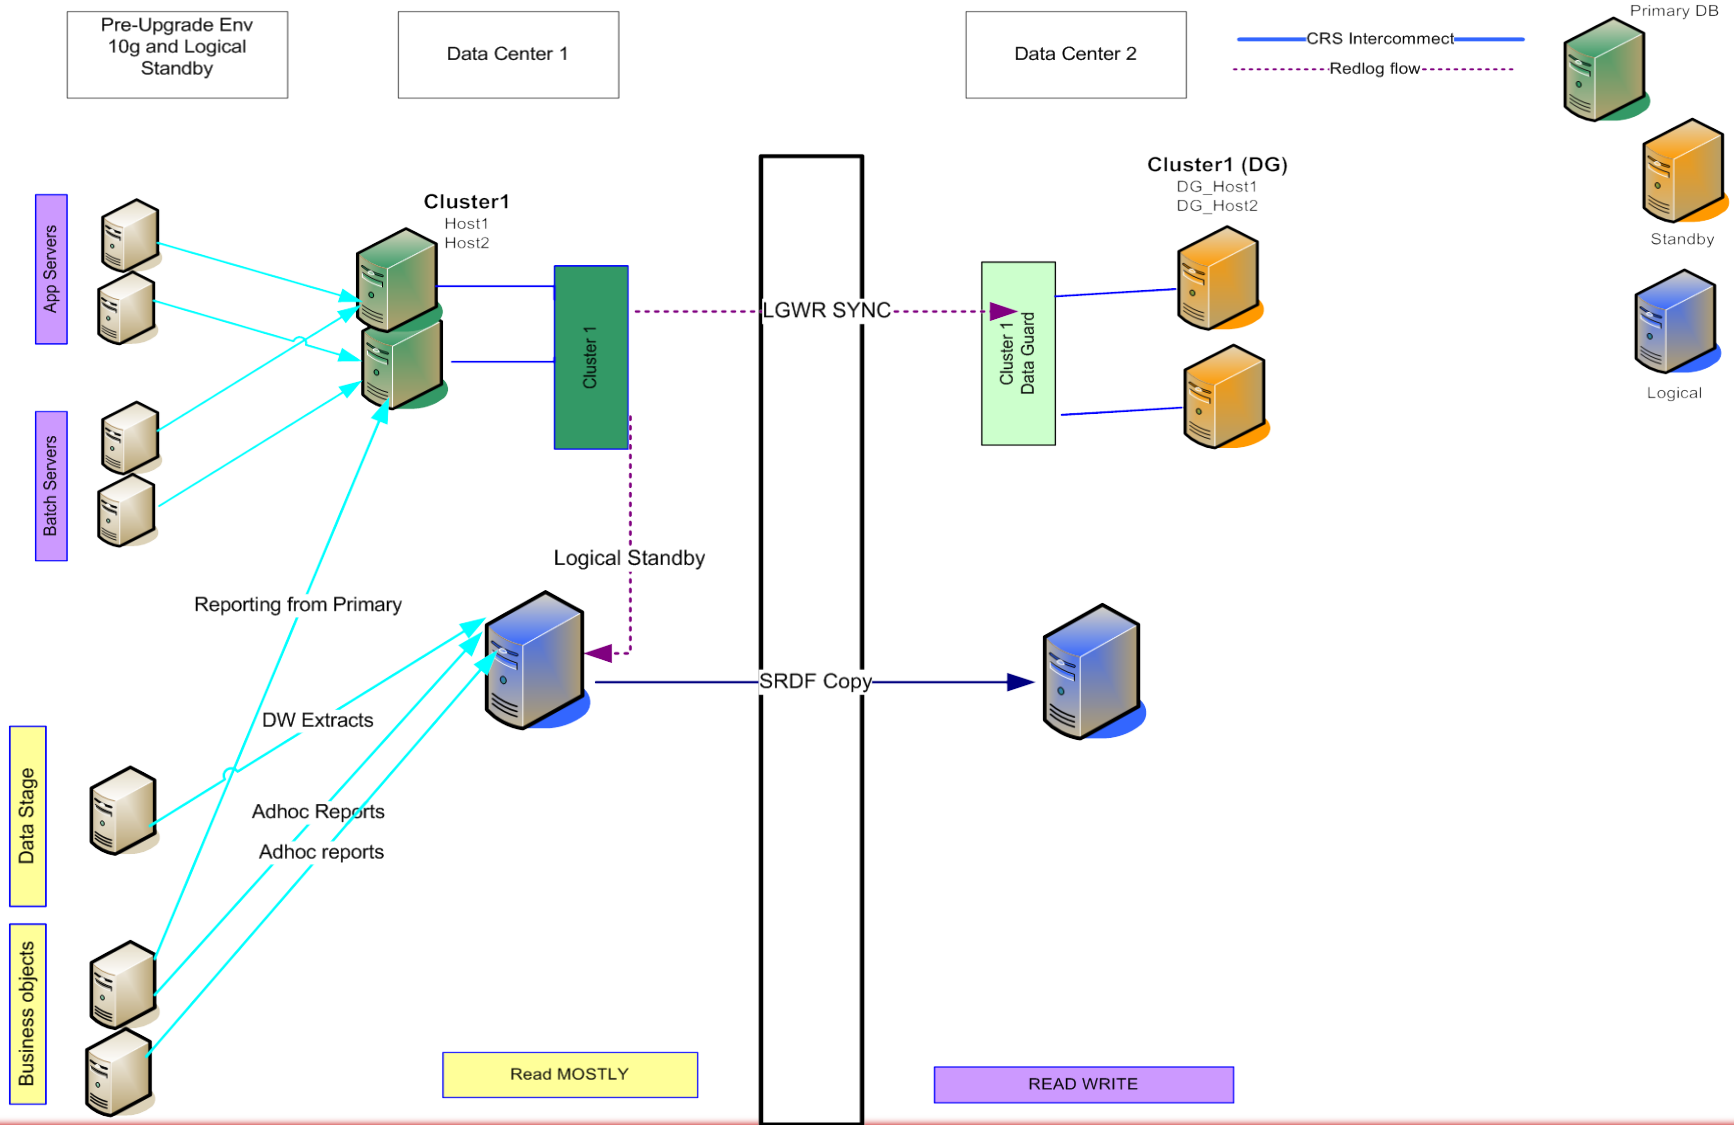 Pre-Upgrade Env
10g and Logical
Standby
Data Center 1
Data Center 2
CRS Intercommect
Redlog flow
Primary DB
Standby
Logical
App Servers
Batch Servers
Cluster1
Host1
Host2
Cluster 1
LGWR SYNC
Cluster 1
Data Guard
Cluster1 (DG)
DG_Host1
DG_Host2
Logical Standby
Reporting from Primary
SRDF Copy
DW Extracts
Data Stage
Adhoc Reports
Adhoc reports
Business objects
Read MOSTLY
READ WRITE